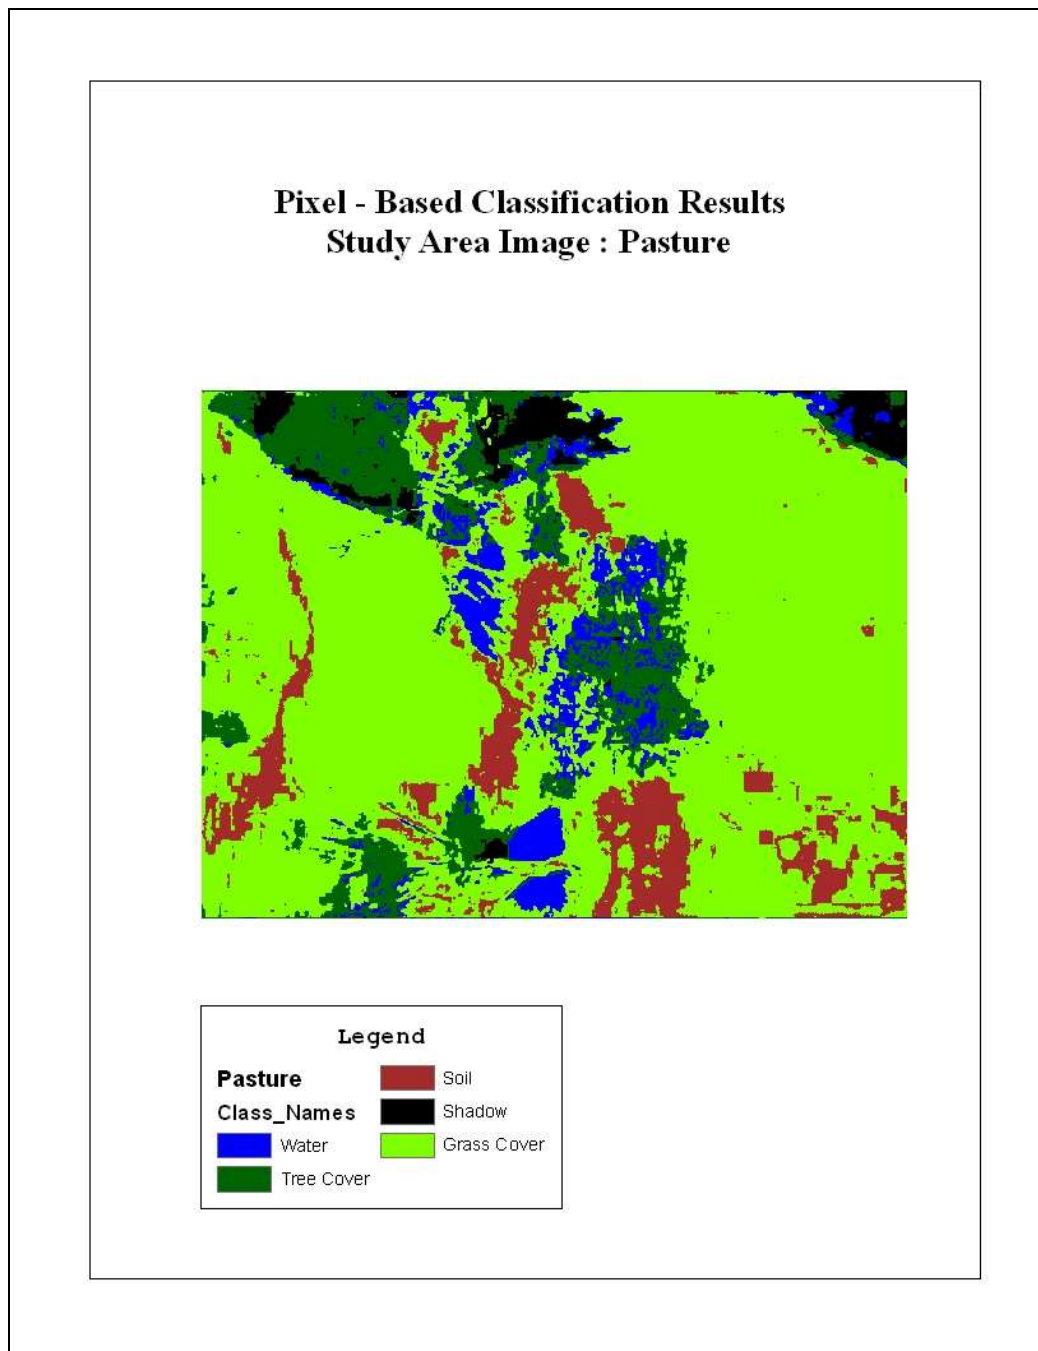 Pixel - Based Classification Results
Study Area Image : Pasture
Legend
Pasture
Class_Names
Water
Tree Cover
Soil
Shadow
Grass Cover